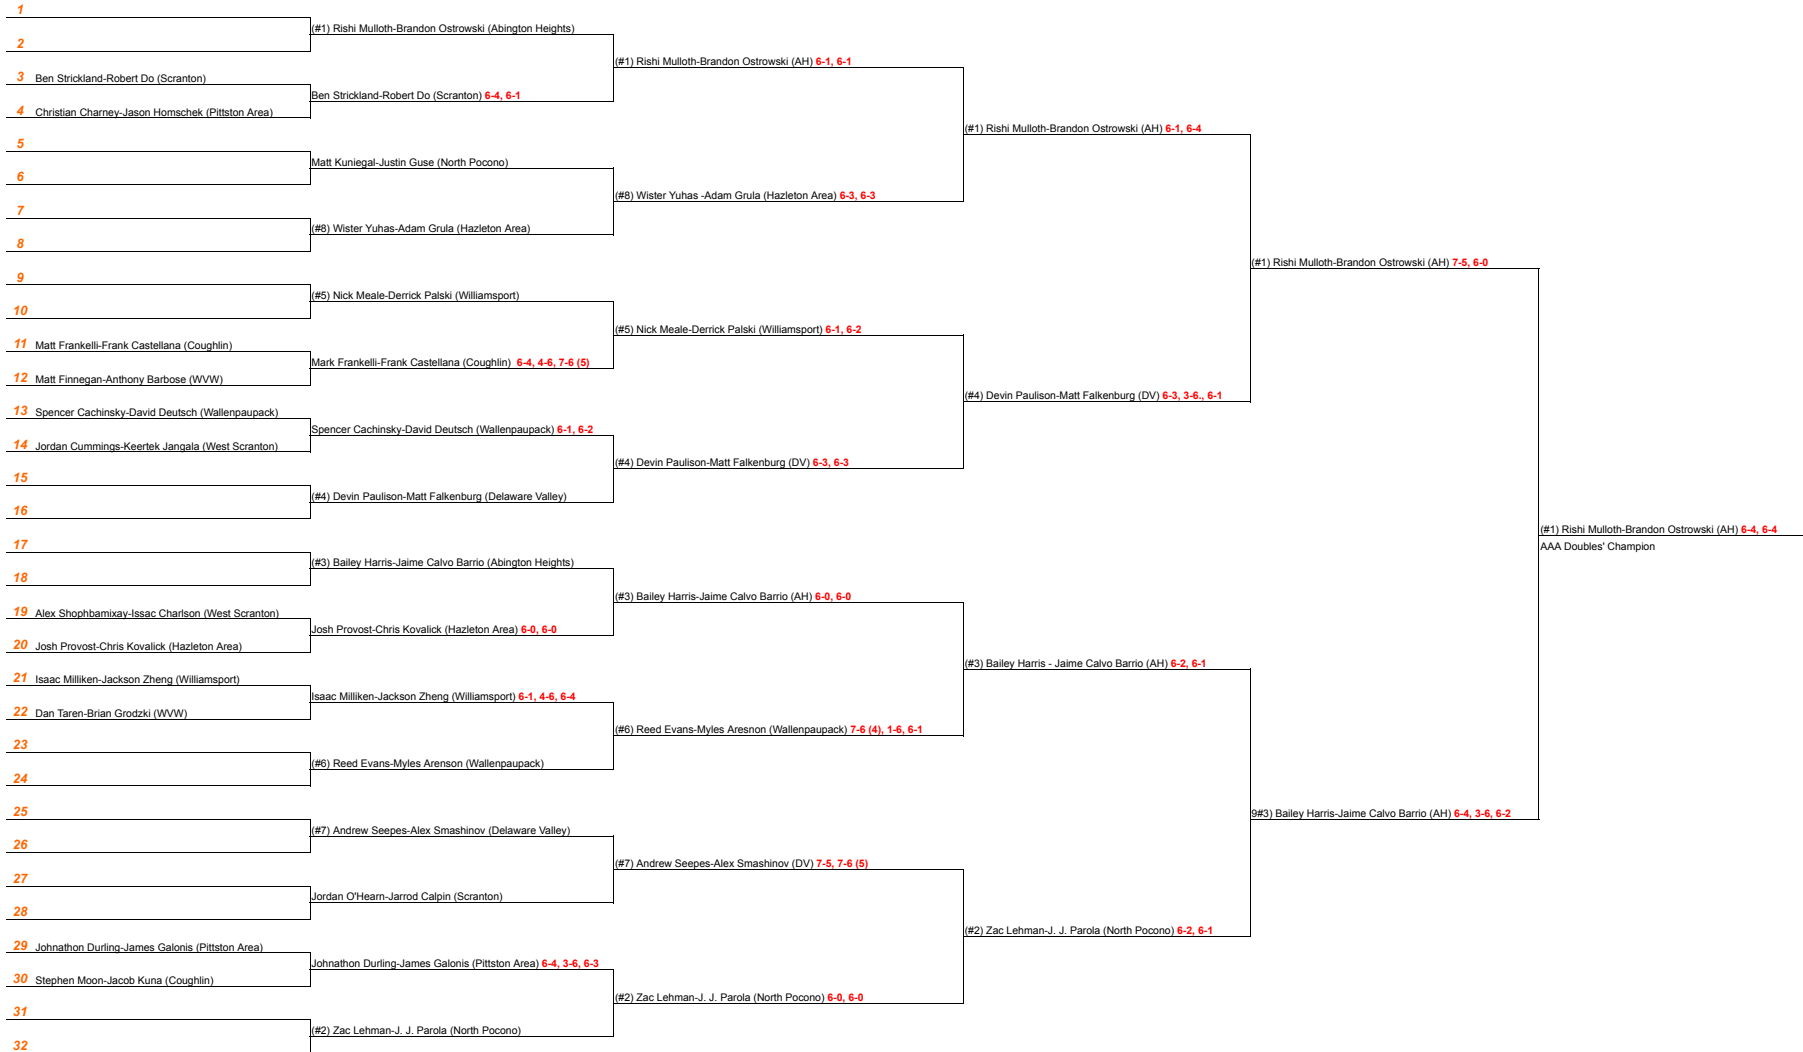 1
(#1) Rishi Mulloth-Brandon Ostrowski (Abington Heights)
2
(#1) Rishi Mulloth-Brandon Ostrowski (AH) 6-1, 6-1
3 Ben Strickland-Robert Do (Scranton)
Ben Strickland-Robert Do (Scranton) 6-4, 6-1
4 Christian Charney-Jason Homschek (Pittston Area)
(#1) Rishi Mulloth-Brandon Ostrowski (AH) 6-1, 6-4
5
Matt Kuniegal-Justin Guse (North Pocono)
6
(#8) Wister Yuhas -Adam Grula (Hazleton Area) 6-3, 6-3
7
(#8) Wister Yuhas-Adam Grula (Hazleton Area)
8
(#1) Rishi Mulloth-Brandon Ostrowski (AH) 7-5, 6-0
9
(#5) Nick Meale-Derrick Palski (Williamsport)
10
(#5) Nick Meale-Derrick Palski (Williamsport) 6-1, 6-2
11 Matt Frankelli-Frank Castellana (Coughlin)
Mark Frankelli-Frank Castellana (Coughlin) 6-4, 4-6, 7-6 (5)
12 Matt Finnegan-Anthony Barbose (WVW)
(#4) Devin Paulison-Matt Falkenburg (DV) 6-3, 3-6., 6-1
13 Spencer Cachinsky-David Deutsch (Wallenpaupack)
Spencer Cachinsky-David Deutsch (Wallenpaupack) 6-1, 6-2
14 Jordan Cummings-Keertek Jangala (West Scranton)
(#4) Devin Paulison-Matt Falkenburg (DV) 6-3, 6-3
15
(#4) Devin Paulison-Matt Falkenburg (Delaware Valley)
16
(#1) Rishi Mulloth-Brandon Ostrowski (AH) 6-4, 6-4
AAA Doubles' Champion
17
(#3) Bailey Harris-Jaime Calvo Barrio (Abington Heights)
18
(#3) Bailey Harris-Jaime Calvo Barrio (AH) 6-0, 6-0
19 Alex Shophbamixay-Issac Charlson (West Scranton)
Josh Provost-Chris Kovalick (Hazleton Area) 6-0, 6-0
20 Josh Provost-Chris Kovalick (Hazleton Area)
(#3) Bailey Harris - Jaime Calvo Barrio (AH) 6-2, 6-1
21 Isaac Milliken-Jackson Zheng (Williamsport)
Isaac Milliken-Jackson Zheng (Williamsport) 6-1, 4-6, 6-4
22 Dan Taren-Brian Grodzki (WVW)
(#6) Reed Evans-Myles Aresnon (Wallenpaupack) 7-6 (4), 1-6, 6-1
23
(#6) Reed Evans-Myles Arenson (Wallenpaupack)
24
9#3) Bailey Harris-Jaime Calvo Barrio (AH) 6-4, 3-6, 6-2
25
(#7) Andrew Seepes-Alex Smashinov (Delaware Valley)
26
(#7) Andrew Seepes-Alex Smashinov (DV) 7-5, 7-6 (5)
27
Jordan O'Hearn-Jarrod Calpin (Scranton)
28
(#2) Zac Lehman-J. J. Parola (North Pocono) 6-2, 6-1
29 Johnathon Durling-James Galonis (Pittston Area)
Johnathon Durling-James Galonis (Pittston Area) 6-4, 3-6, 6-3
30 Stephen Moon-Jacob Kuna (Coughlin)
(#2) Zac Lehman-J. J. Parola (North Pocono) 6-0, 6-0
31
(#2) Zac Lehman-J. J. Parola (North Pocono)
32